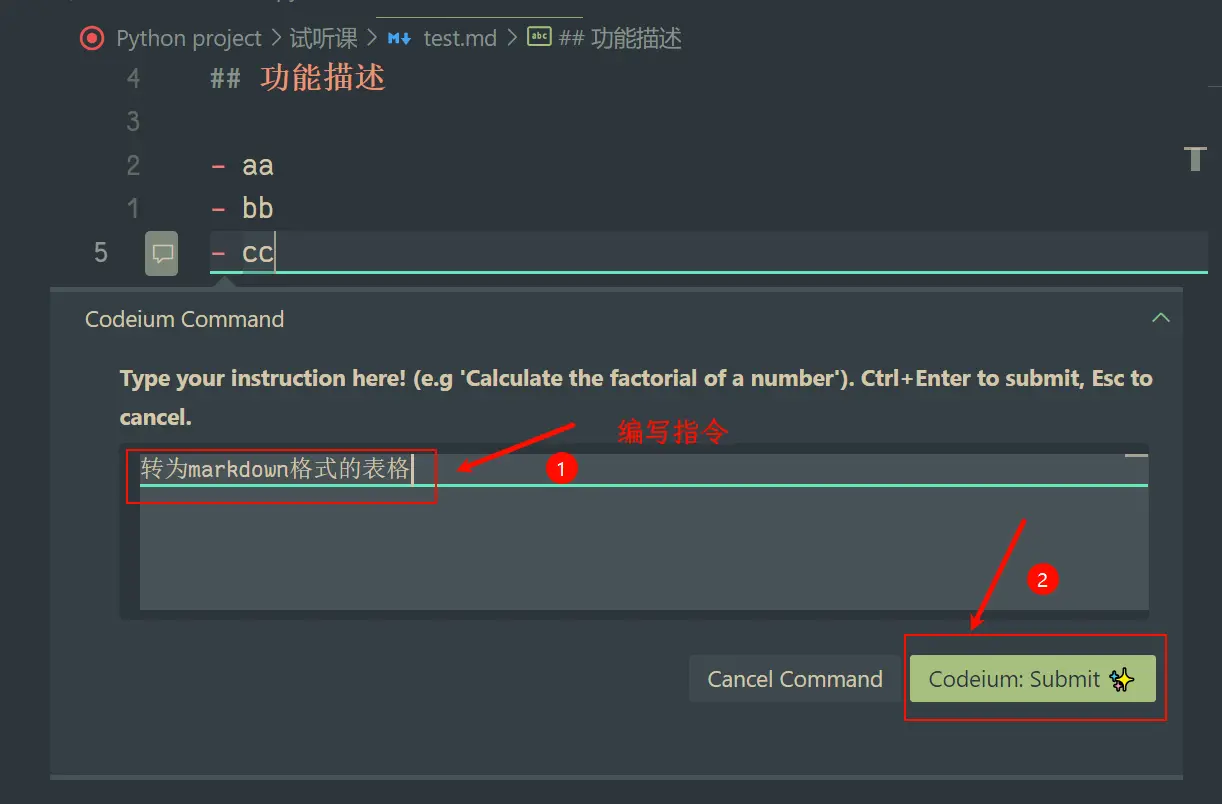 Python project > 试听课 > M↓ test.md > abc ## 功能描述
4 ## 功能描述
3
2 - aa
1 - bb
5 - cc
Codeium Command
Type your instruction here! (e.g 'Calculate the factorial of a number'). Ctrl+Enter to submit, Esc to
cancel.
编写指令
转为markdown格式的表格
1
2
Cancel Command
Codeium: Submit ✨